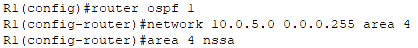 R1(config)#router ospf 1
R1(config-router)#network 10.0.5.0 0.0.0.255 area 4
R1(config-router)#area 4 nssa